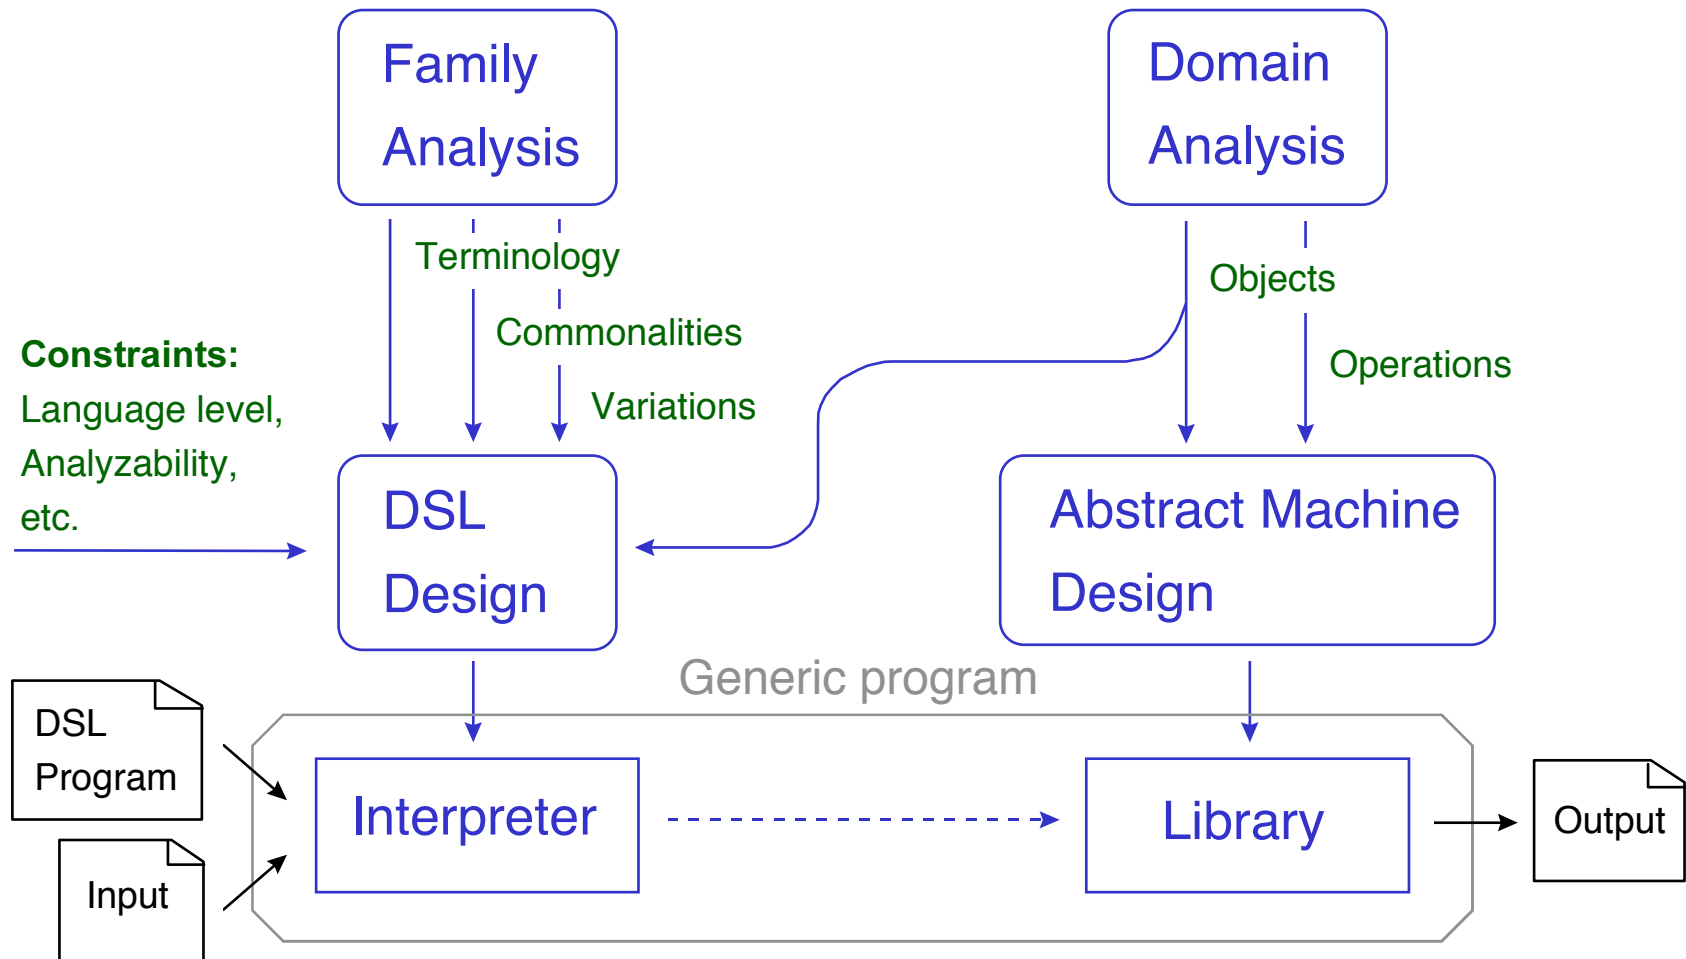 Family
Analysis
Domain
Analysis
Terminology
Objects
Commonalities
Constraints:
Language level,
Analyzability,
etc.
Operations
Variations
DSL
Design
Abstract Machine
Design
Generic program
DSL
Program
Interpreter
Library
Output
Input